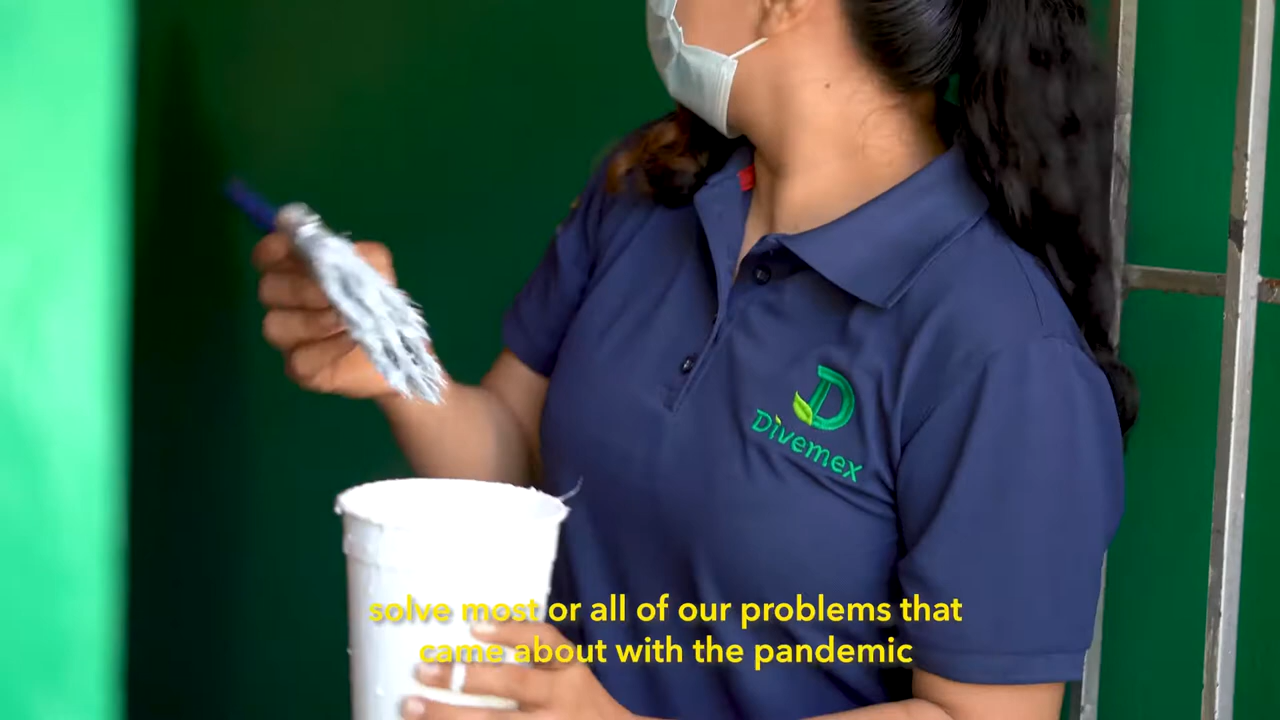 D
Divemex
solve most or all of our problems that
came about with the pandemic